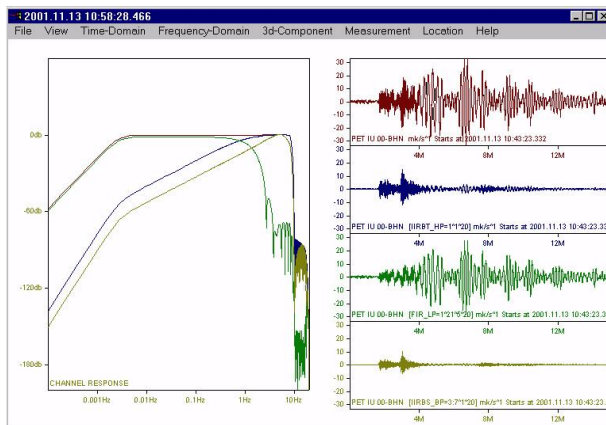 2001.11.13 10:58:28.466
File View Time-Domain Frequency-Domain 3d-Component Measurement Location Help
0db
-60db
-120db
-180db
CHANNEL RESPONSE
0.001Hz 0.01Hz 0.1Hz 1Hz 10Hz
30
20
10
0
-10
-20
-30
PET IU 00-BHN mk/s^1 Starts at 2001.11.13 10:43:23.332
4M 8M 12M
30
20
10
0
-10
-20
-30
PET IU 00-BHN [IIRBT_HP=1^1^20] mk/s^1 Starts at 2001.11.13 10:43:23.
4M 8M 12M
30
20
10
0
-10
-20
-30
PET IU 00-BHN [FIR_LP=1^21^5^20] mk/s^1 Starts at 2001.11.13 10:43:23.3
4M 8M 12M
30
20
10
0
-10
-20
-30
PET IU 00-BHN [IIRBS_BP=3:7^1^20] mk/s^1 Starts at 2001.11.13 10:43:23.
4M 8M 12M